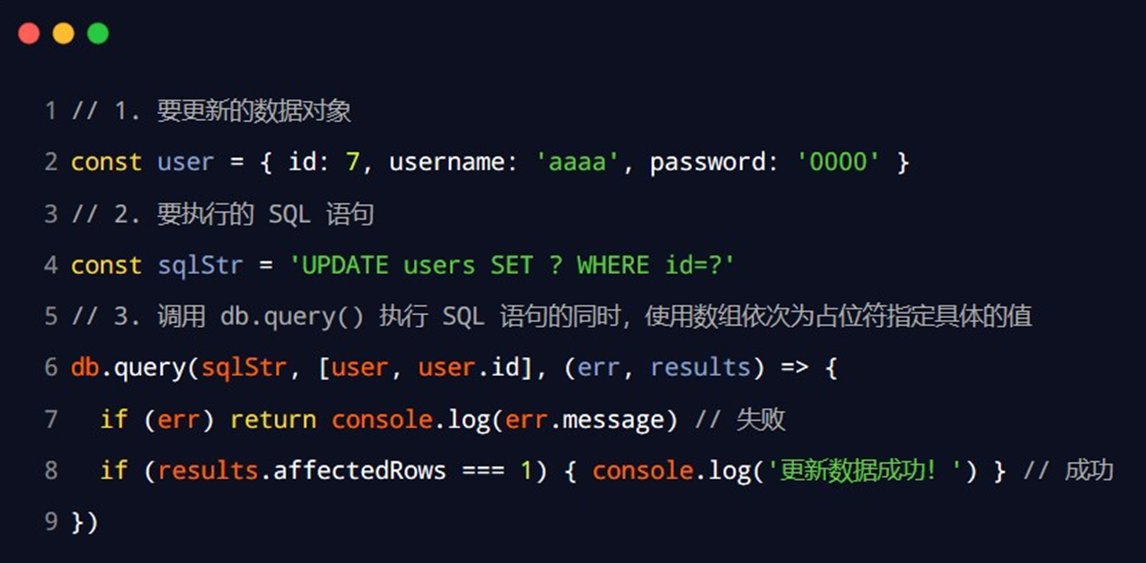 1 // 1. 要更新的数据对象
2 const user = { id: 7, username: 'aaaa', password: '0000' }
3 // 2. 要执行的 SQL 语句
4 const sqlStr = 'UPDATE users SET ? WHERE id=?'
5 // 3. 调用 db.query() 执行 SQL 语句的同时，使用数组依次为占位符指定具体的值
6 db.query(sqlStr, [user, user.id], (err, results) => {
7   if (err) return console.log(err.message) // 失败
8   if (results.affectedRows === 1) { console.log('更新数据成功！') } // 成功
9 })